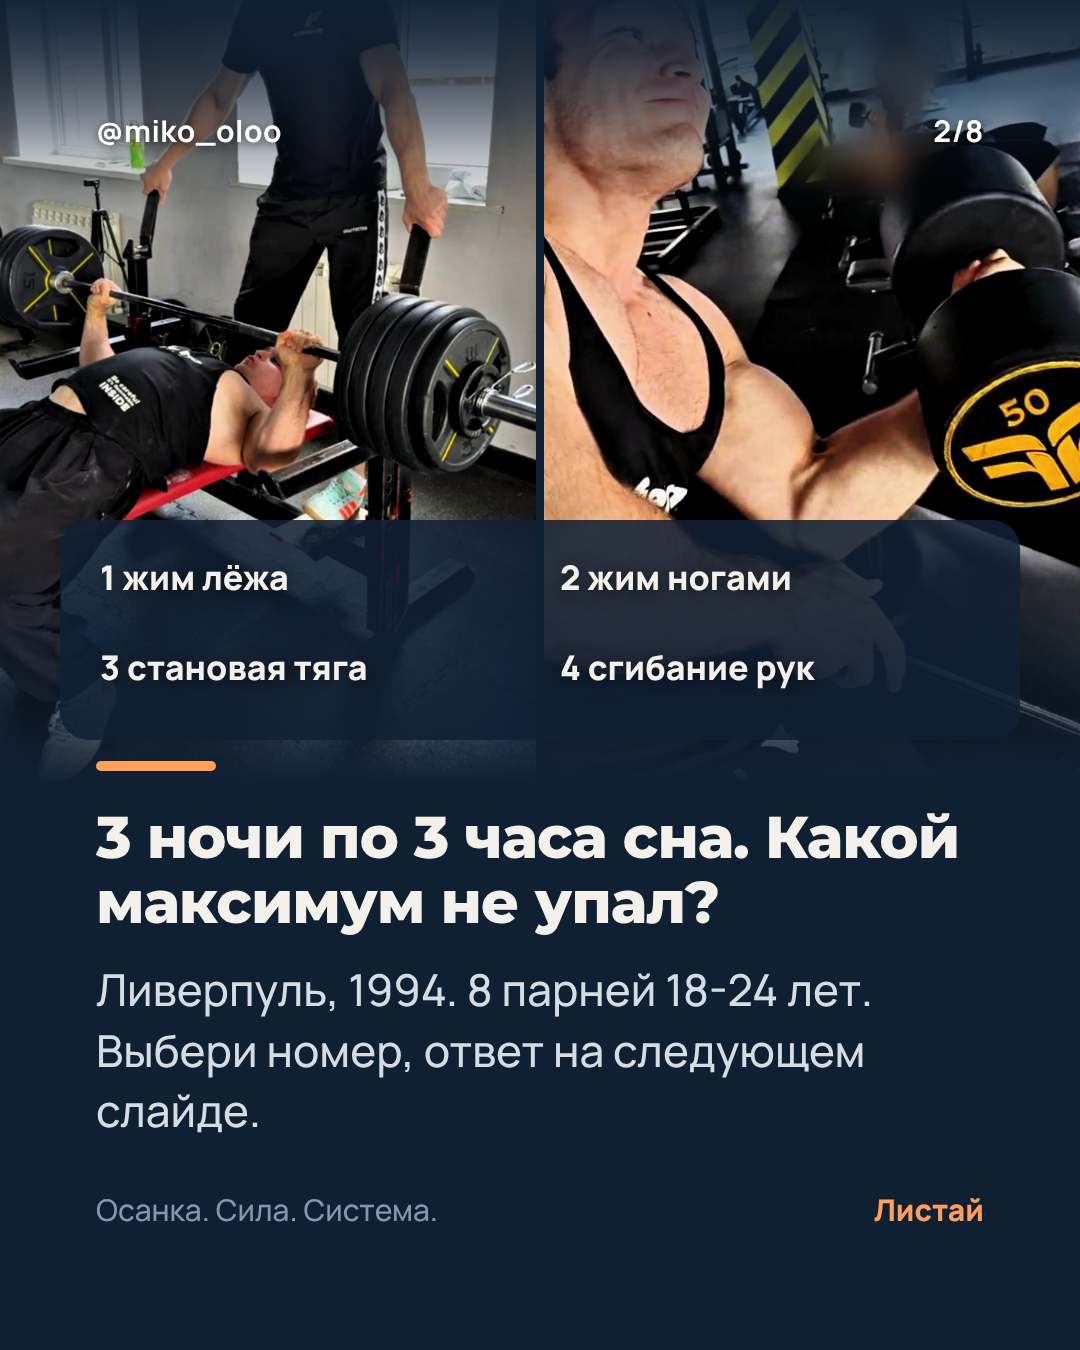 @miko_oloo
2/8
15
50
1 жим лёжа
2 жим ногами
3 становая тяга
4 сгибание рук
3 ночи по 3 часа сна. Какой
максимум не упал?
Ливерпуль, 1994. 8 парней 18-24 лет.
Выбери номер, ответ на следующем
слайде.
Осанка. Сила. Система.
Листай